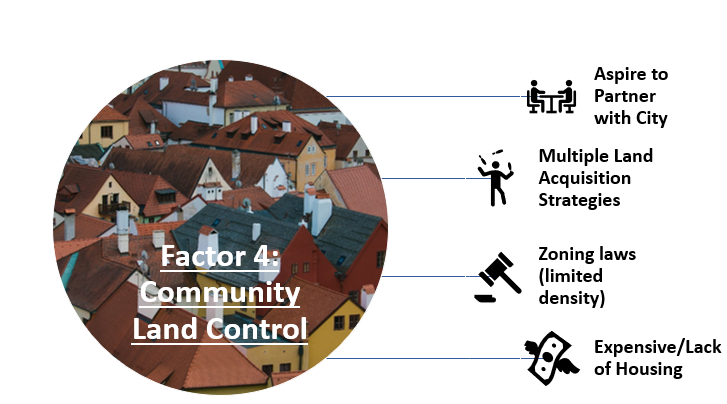 Factor 4:
Community
Land Control
Aspire to
Partner
with City
Multiple Land
Acquisition
Strategies
Zoning laws
(limited
density)
Expensive/Lack
of Housing